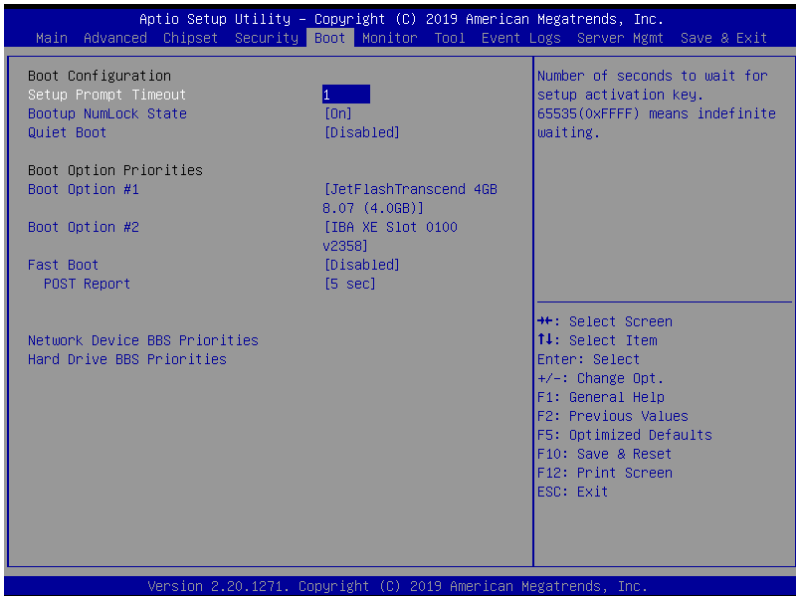 Aptio Setup Utility – Copyright (C) 2019 American Megatrends, Inc.
Main Advanced Chipset Security Boot Monitor Tool Event Logs Server Mgmt Save & Exit
Boot Configuration
Setup Prompt Timeout 1
Bootup NumLock State [On]
Quiet Boot [Disabled]
Boot Option Priorities
Boot Option #1 [JetFlashTranscend 4GB
8.07 (4.0GB)]
Boot Option #2 [IBA XE Slot 0100
v2358]
Fast Boot [Disabled]
POST Report [5 sec]
Network Device BBS Priorities
Hard Drive BBS Priorities
Number of seconds to wait for
setup activation key.
65535(0xFFFF) means indefinite
waiting.
→←: Select Screen
↑↓: Select Item
Enter: Select
+/-: Change Opt.
F1: General Help
F2: Previous Values
F5: Optimized Defaults
F10: Save & Reset
F12: Print Screen
ESC: Exit
Version 2.20.1271. Copyright (C) 2019 American Megatrends, Inc.